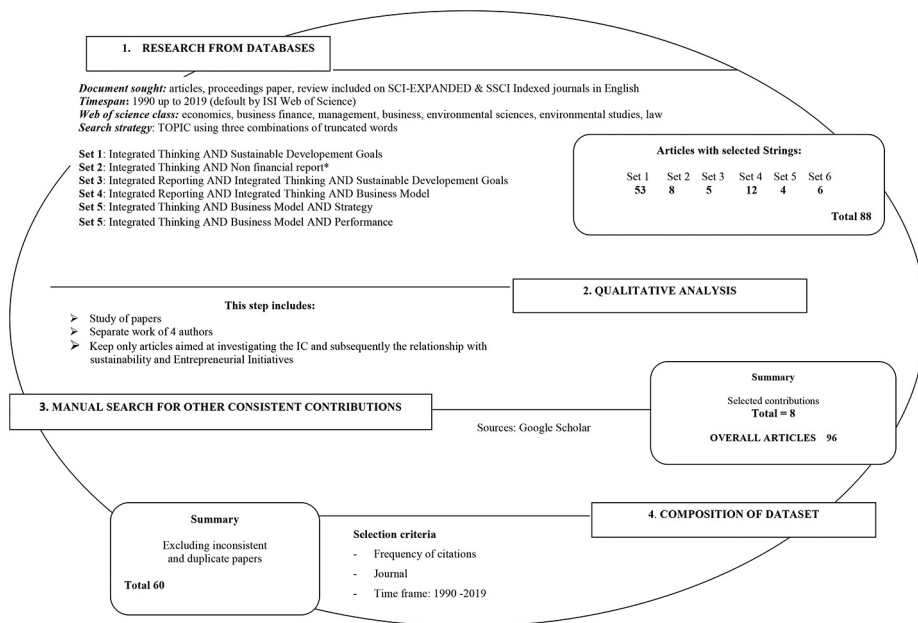 1. RESEARCH FROM DATABASES
Document sought: articles, proceedings paper, review included on SCI-EXPANDED & SSCI Indexed journals in English
Timespan: 1990 up to 2019 (defoult by ISI Web of Science)
Web of science class: economics, business finance, management, business, environmental sciences, environmental studies, law
Search strategy: TOPIC using three combinations of truncated words
Set 1: Integrated Thinking AND Sustainable Developement Goals
Set 2: Integrated Thinking AND Non financial report*
Set 3: Integrated Reporting AND Integrated Thinking AND Sustainable Developement Goals
Set 4: Integrated Reporting AND Integrated Thinking AND Business Model
Set 5: Integrated Thinking AND Business Model AND Strategy
Set 5: Integrated Thinking AND Business Model AND Performance
Articles with selected Strings:
Set 1 Set 2 Set 3 Set 4 Set 5 Set 6
53 8 5 12 4 6
Total 88
2. QUALITATIVE ANALYSIS
This step includes:
➢ Study of papers
➢ Separate work of 4 authors
➢ Keep only articles aimed at investigating the IC and subsequently the relationship with
sustainability and Entrepreneurial Initiatives
3. MANUAL SEARCH FOR OTHER CONSISTENT CONTRIBUTIONS
Sources: Google Scholar
Summary
Selected contributions
Total = 8
OVERALL ARTICLES 96
4. COMPOSITION OF DATASET
Selection criteria
- Frequency of citations
- Journal
- Time frame: 1990 -2019
Summary
Excluding inconsistent
and duplicate papers
Total 60